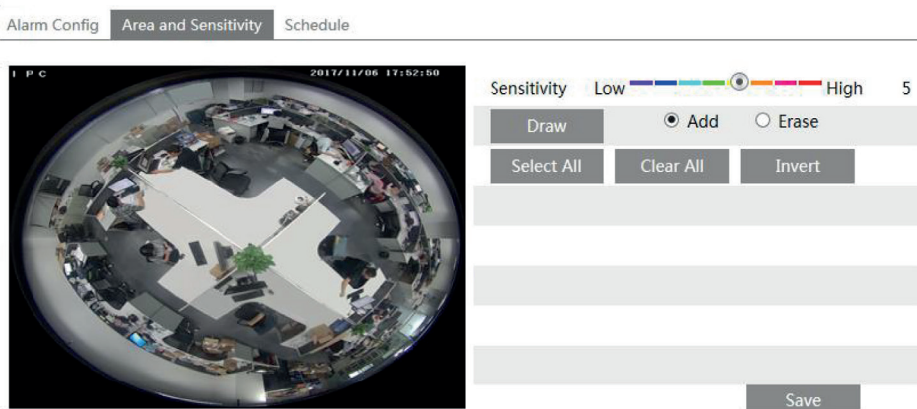 Alarm Config Area and Sensitivity Schedule
I P C 2017/11/06 17:52:50
Sensitivity Low High 5
Draw Add Erase
Select All Clear All Invert
Save